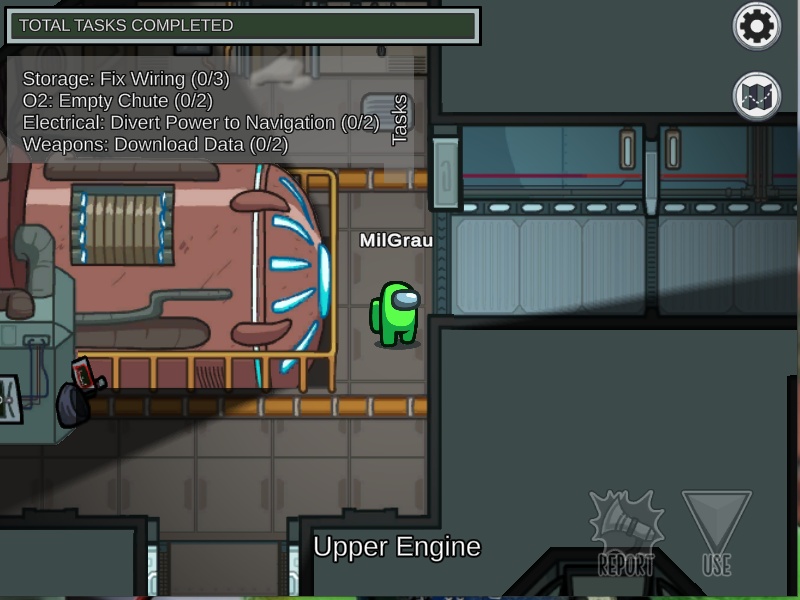 TOTAL TASKS COMPLETED
Storage: Fix Wiring (0/3)
O2: Empty Chute (0/2)
Electrical: Divert Power to Navigation (0/2)
Weapons: Download Data (0/2)
Tasks
MilGrau
Upper Engine
REPORT
USE